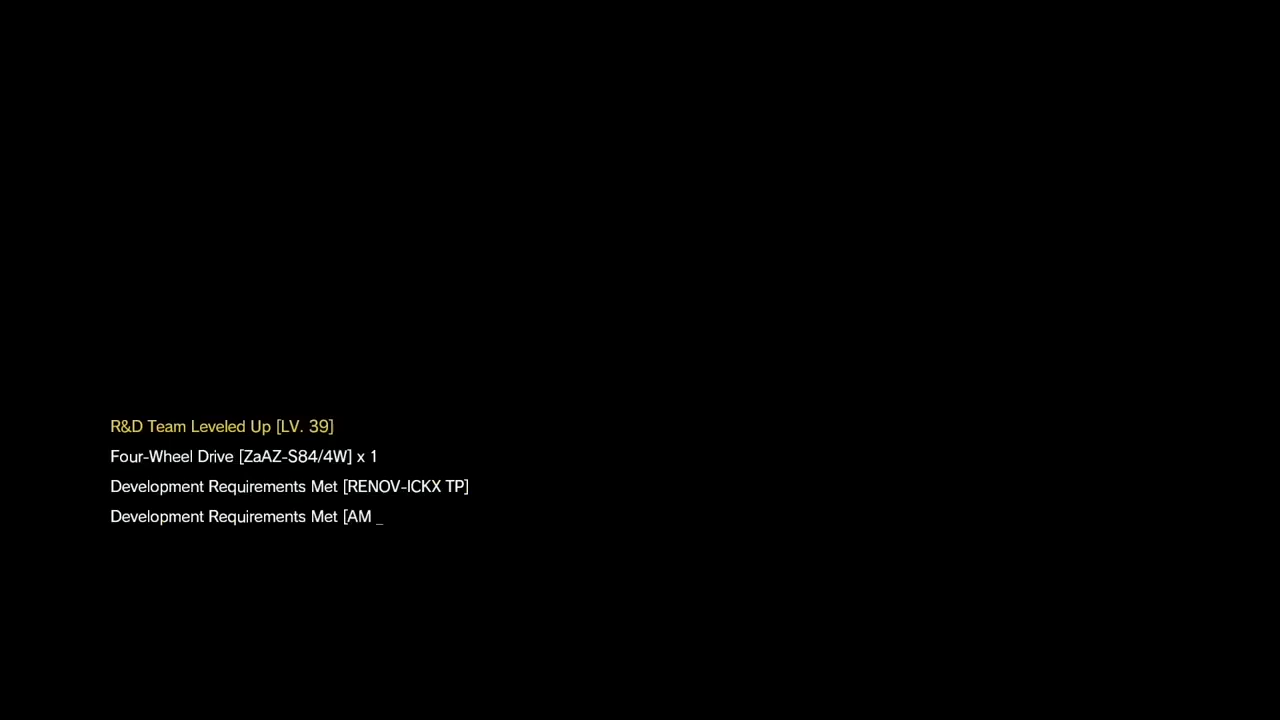 R&D Team Leveled Up [LV. 39]
Four-Wheel Drive [ZaAZ-S84/4W] x 1
Development Requirements Met [RENOV-ICKX TP]
Development Requirements Met [AM _